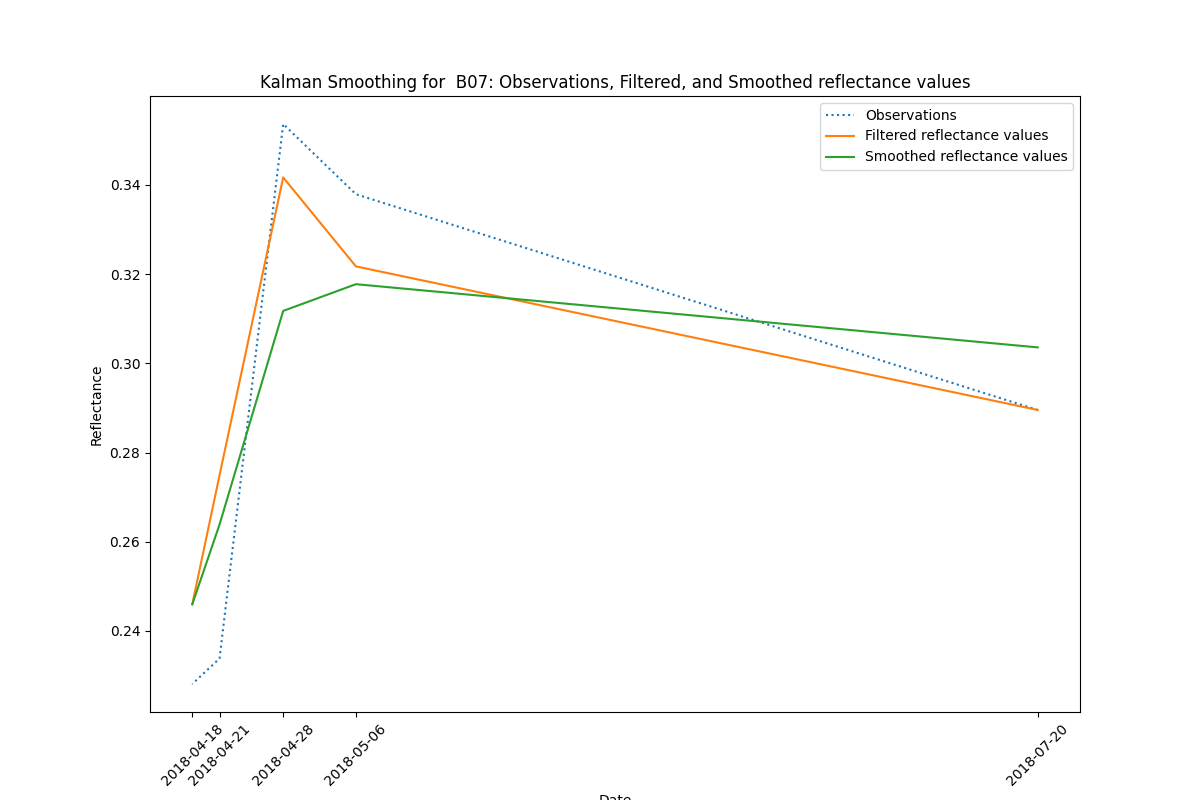 Kalman Smoothing for  B07: Observations, Filtered, and Smoothed reflectance values
Observations
Filtered reflectance values
Smoothed reflectance values
0.34
0.32
0.30
0.28
0.26
0.24
Reflectance
2018-04-18
2018-04-21
2018-04-28
2018-05-06
2018-07-20
Date